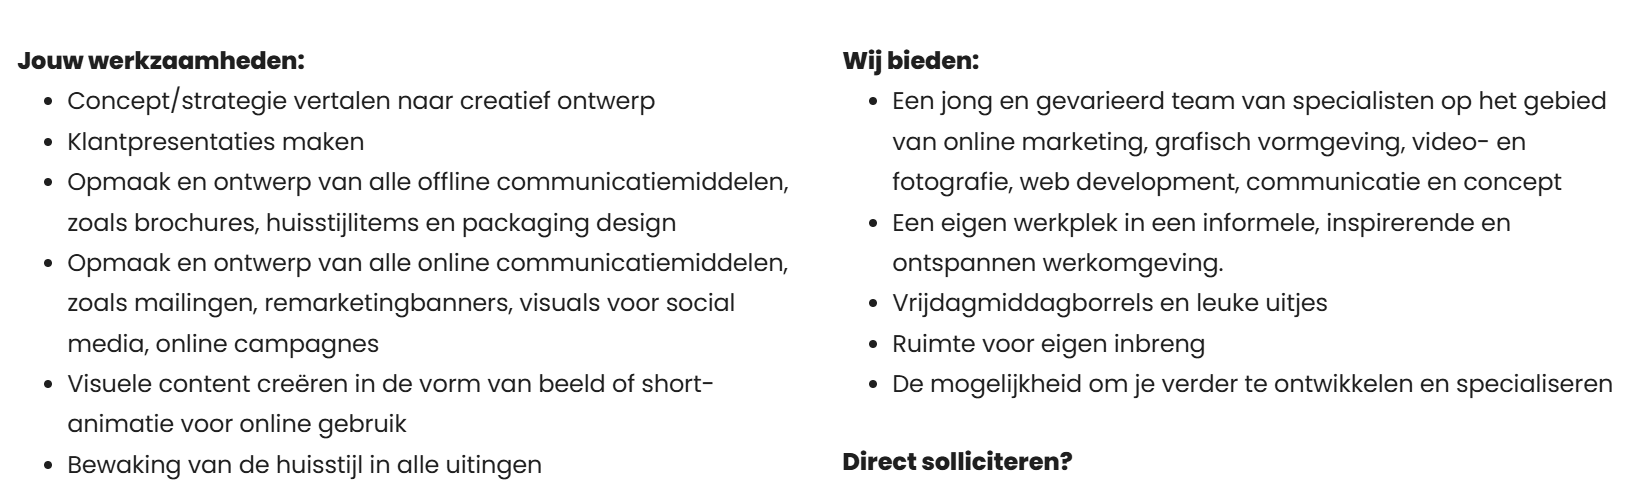 Jouw werkzaamheden:
• Concept/strategie vertalen naar creatief ontwerp
• Klantpresentaties maken
• Opmaak en ontwerp van alle offline communicatiemiddelen,
zoals brochures, huisstijlitems en packaging design
• Opmaak en ontwerp van alle online communicatiemiddelen,
zoals mailingen, remarketingbanners, visuals voor social
media, online campagnes
• Visuele content creëren in de vorm van beeld of short-
animatie voor online gebruik
• Bewaking van de huisstijl in alle uitingen
Wij bieden:
• Een jong en gevarieerd team van specialisten op het gebied
van online marketing, grafisch vormgeving, video- en
fotografie, web development, communicatie en concept
• Een eigen werkplek in een informele, inspirerende en
ontspannen werkomgeving.
• Vrijdagmiddagborrels en leuke uitjes
• Ruimte voor eigen inbreng
• De mogelijkheid om je verder te ontwikkelen en specialiseren
Direct solliciteren?